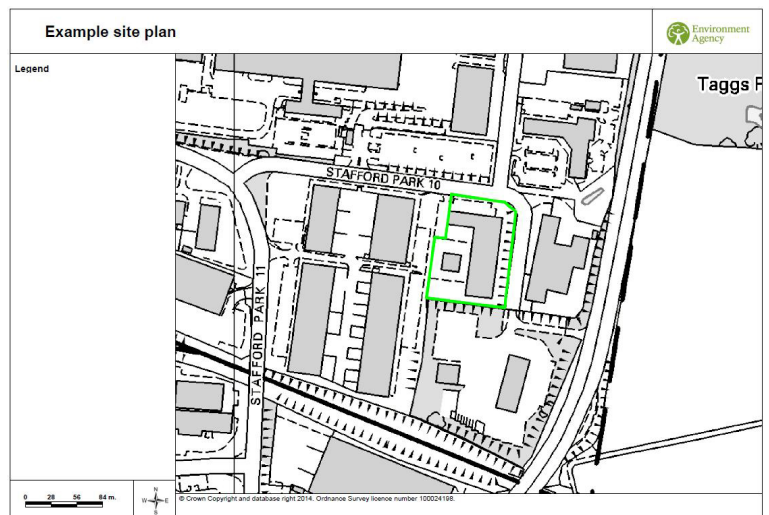 Example site plan
Environment
Agency
Legend
Taggs F
STAFFORD PARK 10
STAFFORD PARK 11
0 28 56 84 m.
N
W E
S
© Crown Copyright and database right 2014. Ordnance Survey licence number 100024198.